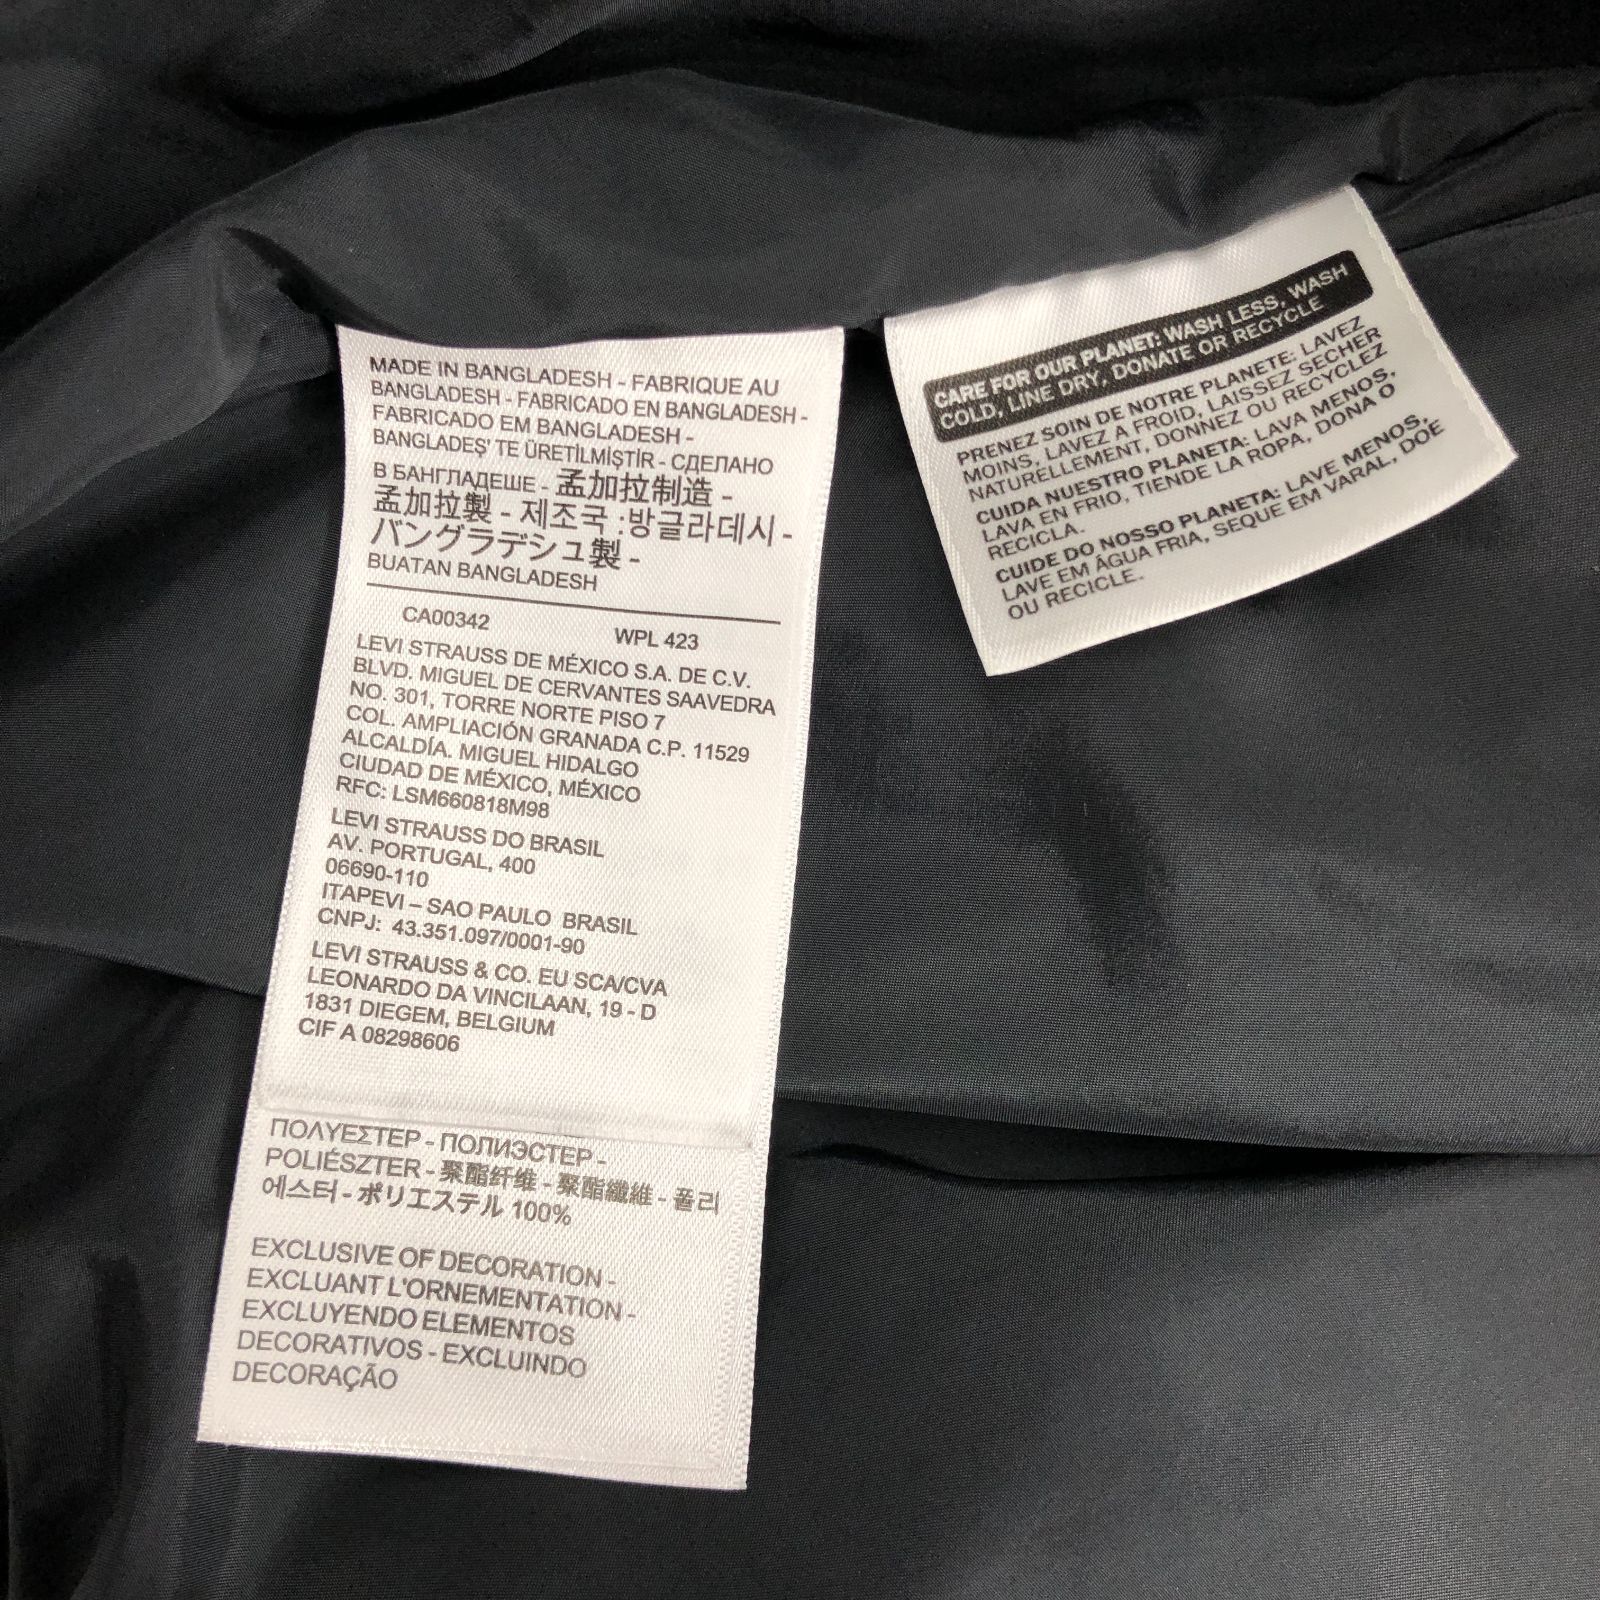 MADE IN BANGLADESH - FABRIQUE AU
BANGLADESH - FABRICADO EN BANGLADESH -
FABRICADO EM BANGLADESH -
BANGLADEŞ' TE ÜRETİLMİŞTİR - СДЕЛАНО
В БАНГЛАДЕШЕ - 孟加拉制造 -
孟加拉製 - 제조국 :방글라데시 -
バングラデシュ製 -
BUATAN BANGLADESH
CA00342 WPL 423
LEVI STRAUSS DE MÉXICO S.A. DE C.V.
BLVD. MIGUEL DE CERVANTES SAAVEDRA
NO. 301, TORRE NORTE PISO 7
COL. AMPLIACIÓN GRANADA C.P. 11529
ALCALDÍA. MIGUEL HIDALGO
CIUDAD DE MÉXICO, MÉXICO
RFC: LSM660818M98
LEVI STRAUSS DO BRASIL
AV. PORTUGAL, 400
06690-110
ITAPEVI – SAO PAULO BRASIL
CNPJ: 43.351.097/0001-90
LEVI STRAUSS & CO. EU SCA/CVA
LEONARDO DA VINCILAAN, 19 - D
1831 DIEGEM, BELGIUM
CIF A 08298606
ΠΟΛΥΕΣΤΕΡ - ПОЛИЭСТЕР -
POLIÉSZTER - 聚酯纤维 - 聚酯纖維 - 폴리
에스터 - ポリエステル 100%
EXCLUSIVE OF DECORATION -
EXCLUANT L'ORNEMENTATION -
EXCLUYENDO ELEMENTOS
DECORATIVOS - EXCLUINDO
DECORAÇÃO
CARE FOR OUR PLANET: WASH LESS, WASH
COLD, LINE DRY, DONATE OR RECYCLE
PRENEZ SOIN DE NOTRE PLANETE: LAVEZ
MOINS, LAVEZ A FROID, LAISSEZ SECHER
NATURELLEMENT, DONNEZ OU RECYCLEZ
CUIDA NUESTRO PLANETA: LAVA MENOS,
LAVA EN FRIO, TIENDE LA ROPA, DONA O
RECICLA.
CUIDE DO NOSSO PLANETA: LAVE MENOS,
LAVE EM ÁGUA FRIA, SEQUE EM VARAL, DOE
OU RECICLE.